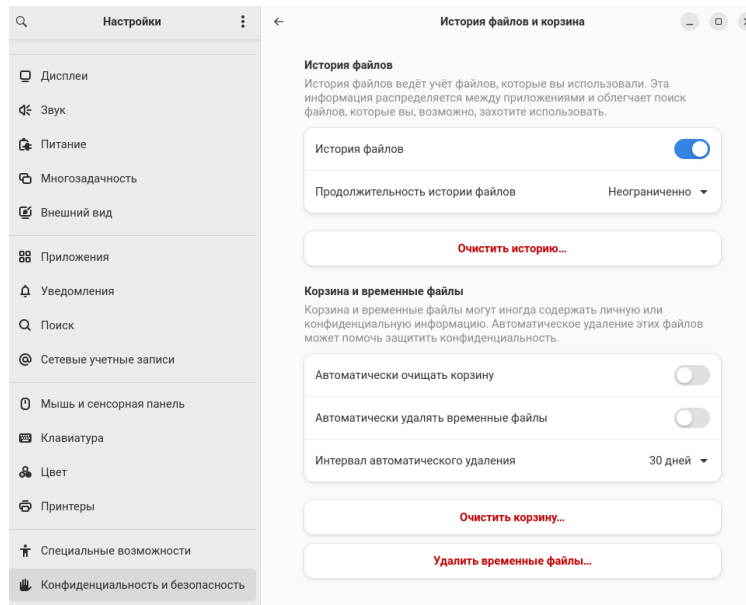 Настройки
Дисплеи
Звук
Питание
Многозадачность
Внешний вид
Приложения
Уведомления
Поиск
Сетевые учетные записи
Мышь и сенсорная панель
Клавиатура
Цвет
Принтеры
Специальные возможности
Конфиденциальность и безопасность
История файлов и корзина
История файлов
История файлов ведёт учёт файлов, которые вы использовали. Эта
информация распределяется между приложениями и облегчает поиск
файлов, которые вы, возможно, захотите использовать.
История файлов
Продолжительность истории файлов Неограниченно
Очистить историю…
Корзина и временные файлы
Корзина и временные файлы могут иногда содержать личную или
конфиденциальную информацию. Автоматическое удаление этих файлов
может помочь защитить конфиденциальность.
Автоматически очищать корзину
Автоматически удалять временные файлы
Интервал автоматического удаления 30 дней
Очистить корзину…
Удалить временные файлы…